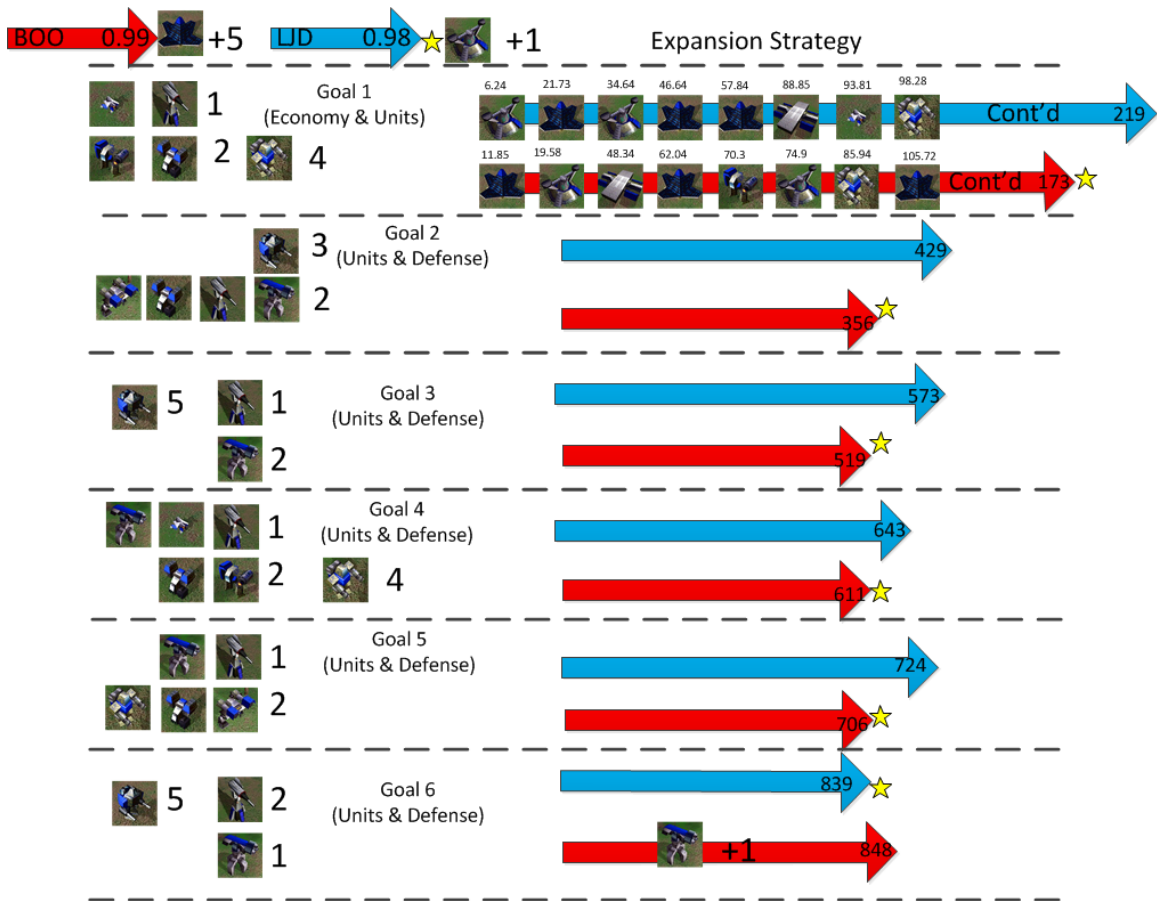 BOO 0.99 +5 LJD 0.98 +1 Expansion Strategy
1 Goal 1
(Economy & Units)
2 4
6.24 21.73 34.64 46.64 57.84 88.85 93.81 98.28
Cont'd 219
11.85 19.58 48.34 62.04 70.3 74.9 85.94 105.72
Cont'd 173
3 Goal 2
(Units & Defense)
2
429
356
5 1 Goal 3
(Units & Defense)
2
573
519
1 Goal 4
(Units & Defense)
2 4
643
611
1 Goal 5
(Units & Defense)
2
724
706
5 2 Goal 6
(Units & Defense)
1
839
+1 848